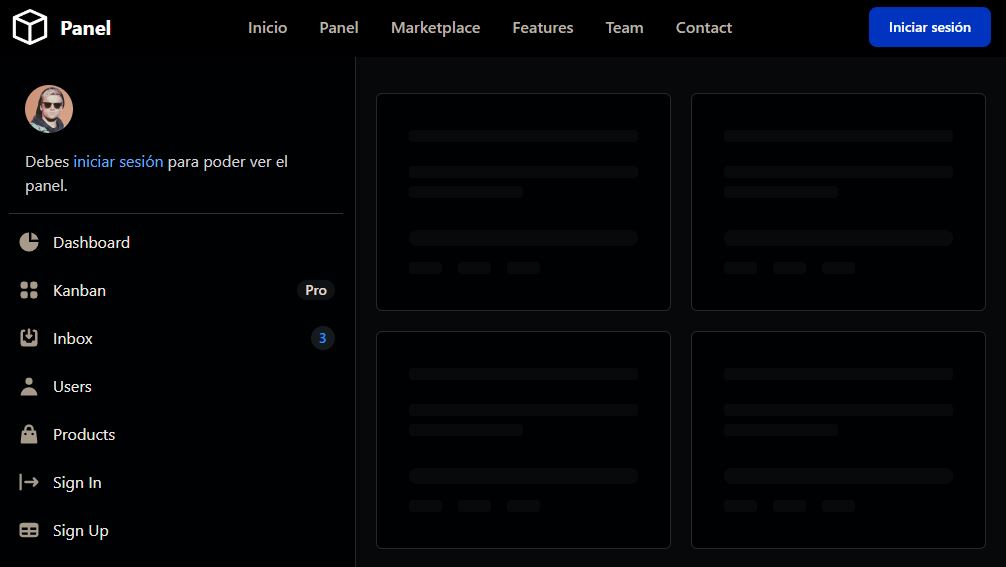 Panel
Inicio
Panel
Marketplace
Features
Team
Contact
Iniciar sesión
Debes iniciar sesión para poder ver el
panel.
Dashboard
Kanban
Pro
Inbox
3
Users
Products
Sign In
Sign Up